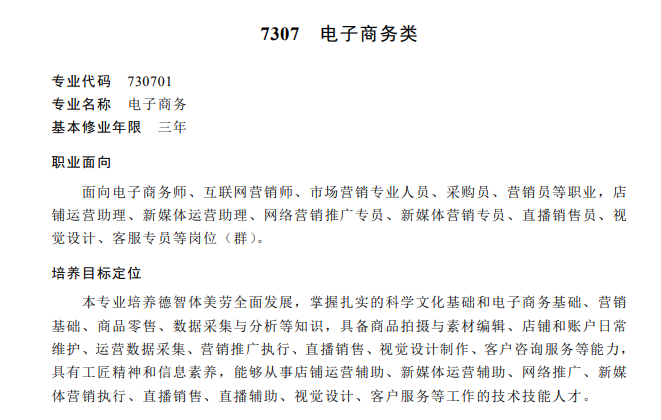 7307 电子商务类
专业代码 730701
专业名称 电子商务
基本修业年限 三年
职业面向
面向电子商务师、互联网营销师、市场营销专业人员、采购员、营销员等职业，店
铺运营助理、新媒体运营助理、网络营销推广专员、新媒体营销专员、直播销售员、视
觉设计、客服专员等岗位（群）。
培养目标定位
本专业培养德智体美劳全面发展，掌握扎实的科学文化基础和电子商务基础、营销
基础、商品零售、数据采集与分析等知识，具备商品拍摄与素材编辑、店铺和账户日常
维护、运营数据采集、营销推广执行、直播销售、视觉设计制作、客户咨询服务等能力，
具有工匠精神和信息素养，能够从事店铺运营辅助、新媒体运营辅助、网络推广、新媒
体营销执行、直播销售、直播辅助、视觉设计、客户服务等工作的技术技能人才。